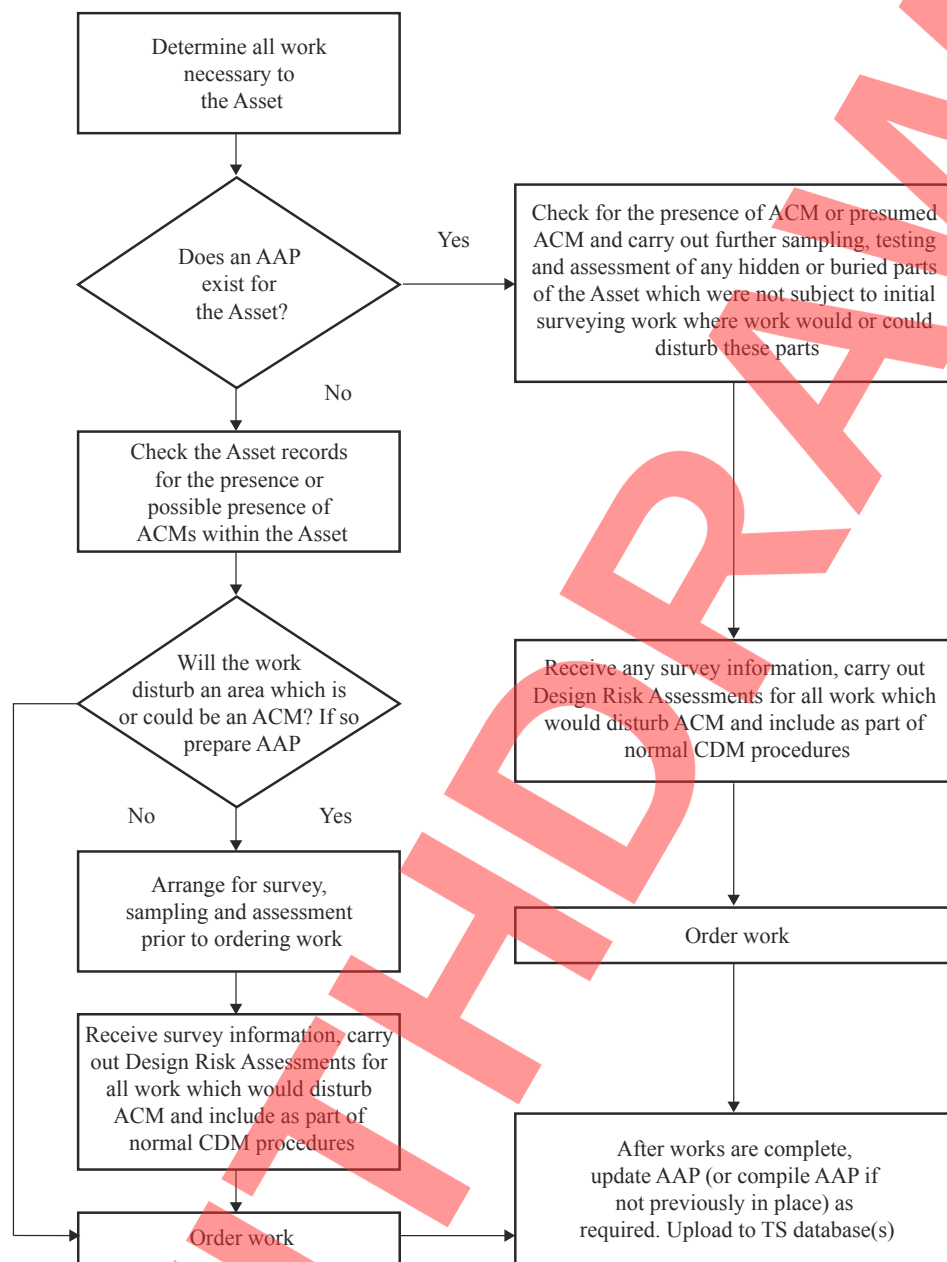 Determine all work
necessary to
the Asset
Does an AAP
exist for
the Asset?
Yes
Check for the presence of ACM or presumed
ACM and carry out further sampling, testing
and assessment of any hidden or buried parts
of the Asset which were not subject to initial
surveying work where work would or could
disturb these parts
No
Check the Asset records
for the presence or
possible presence of
ACMs within the Asset
Will the work
disturb an area which is
or could be an ACM? If so
prepare AAP
Receive any survey information, carry out
Design Risk Assessments for all work which
would disturb ACM and include as part of
normal CDM procedures
No
Yes
Arrange for survey,
sampling and assessment
prior to ordering work
Order work
Receive survey information, carry
out Design Risk Assessments for
all work which would disturb
ACM and include as part of
normal CDM procedures
After works are complete,
update AAP (or compile AAP if
not previously in place) as
required. Upload to TS database(s)
Order work
THDRAW